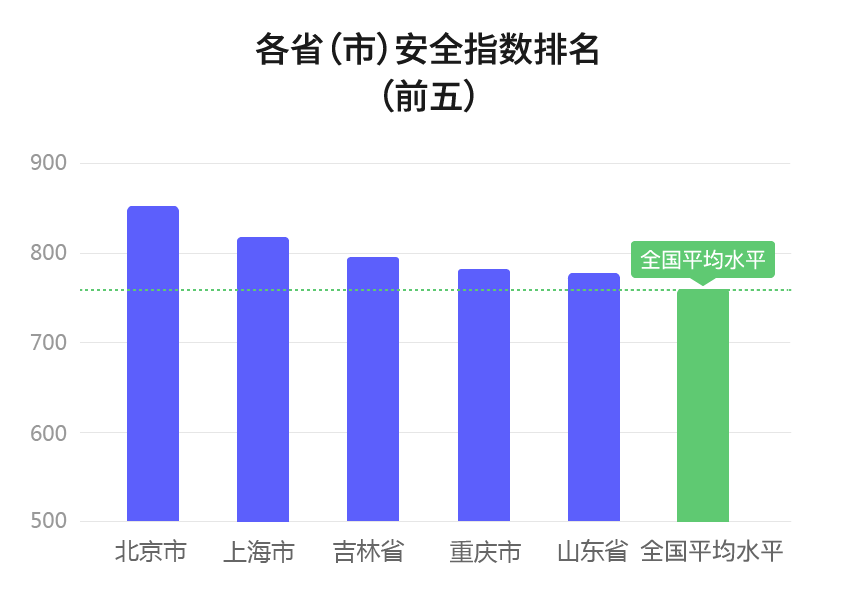 各省(市)安全指数排名
(前五)
900
800
全国平均水平
700
600
500
北京市 上海市 吉林省 重庆市 山东省 全国平均水平